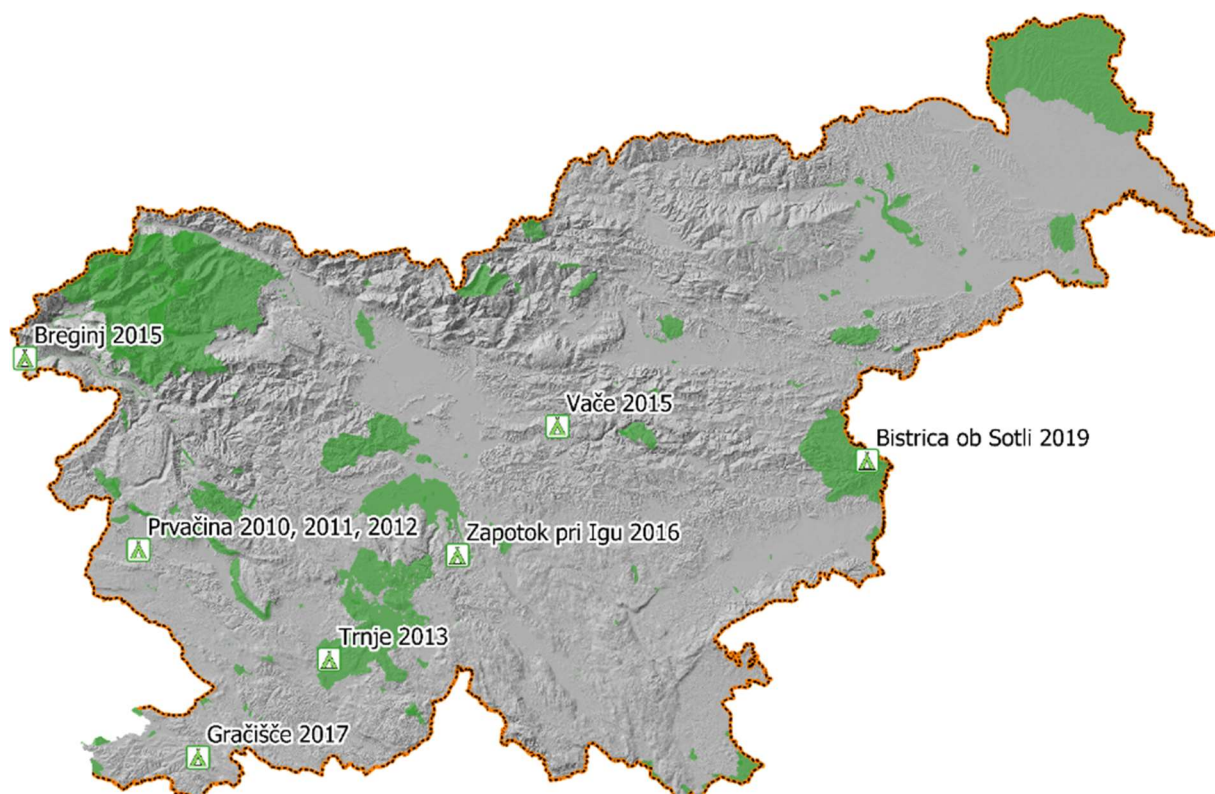 Breginj 2015
Vače 2015
Bistrica ob Sotli 2019
Prvačina 2010, 2011, 2012
Zapotok pri Igu 2016
Trnje 2013
Gračišče 2017